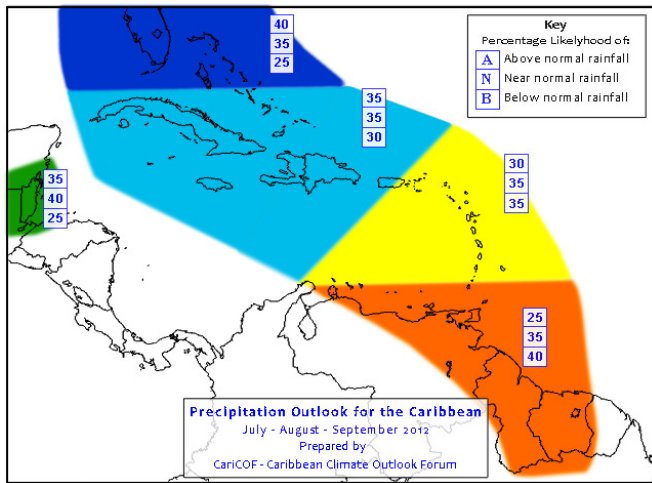 Key
Percentage Likelyhood of:
A Above normal rainfall
N Near normal rainfall
B Below normal rainfall
40
35
25
35
35
30
35
40
25
30
35
35
25
35
40
Precipitation Outlook for the Caribbean
July - August - September 2012
Prepared by
CariCOF - Caribbean Climate Outlook Forum